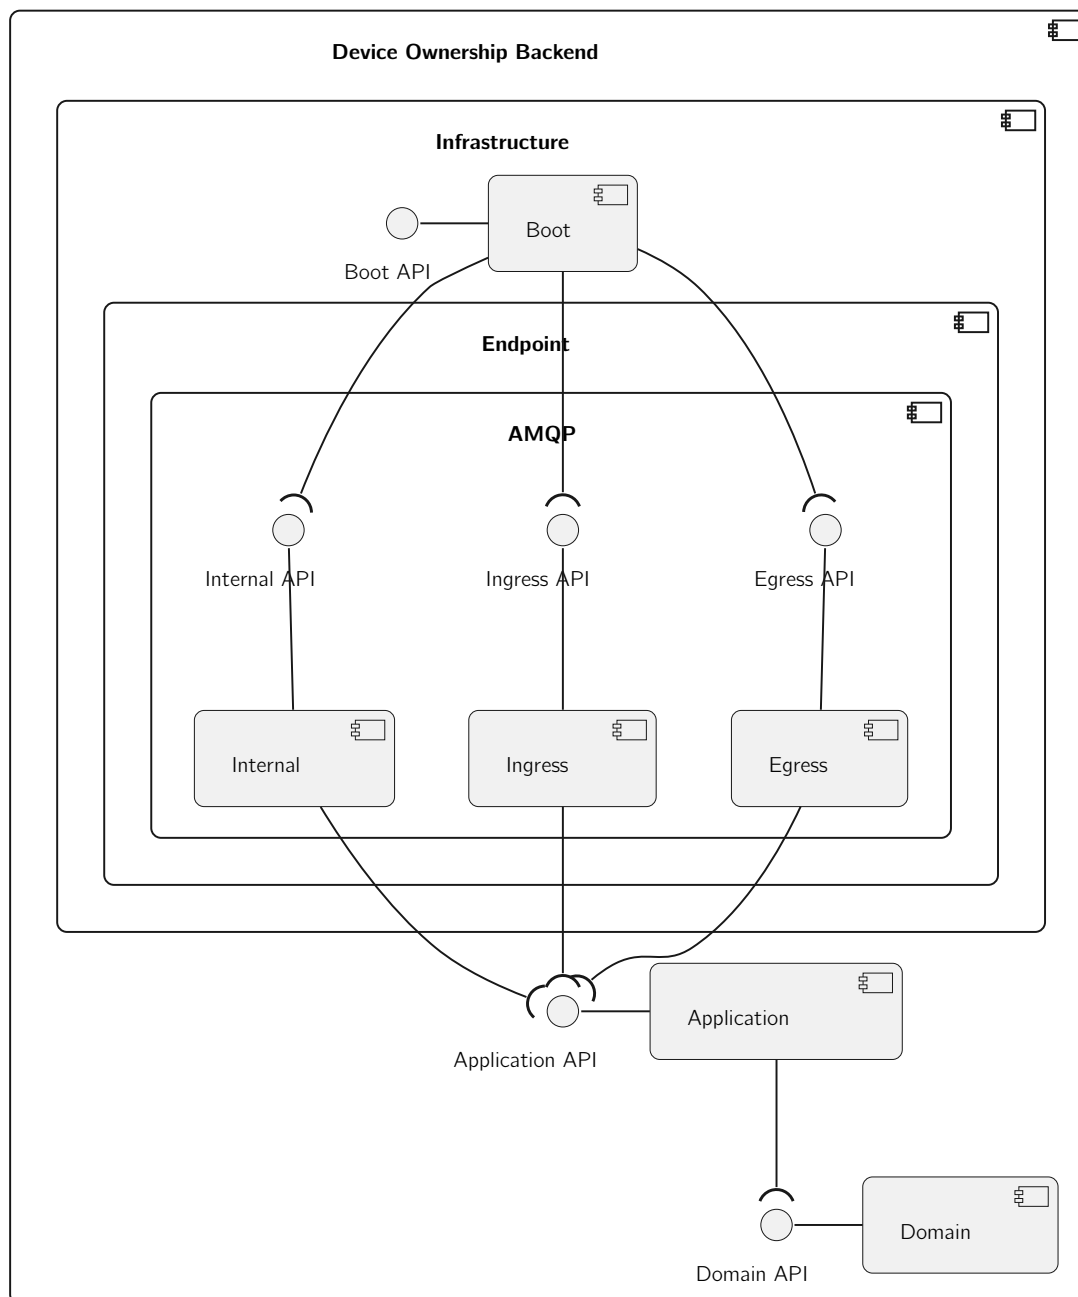 Device Ownership Backend
Infrastructure
Boot
Boot API
Endpoint
AMQP
Internal API
Ingress API
Egress API
Internal
Ingress
Egress
Application
Application API
Domain
Domain API